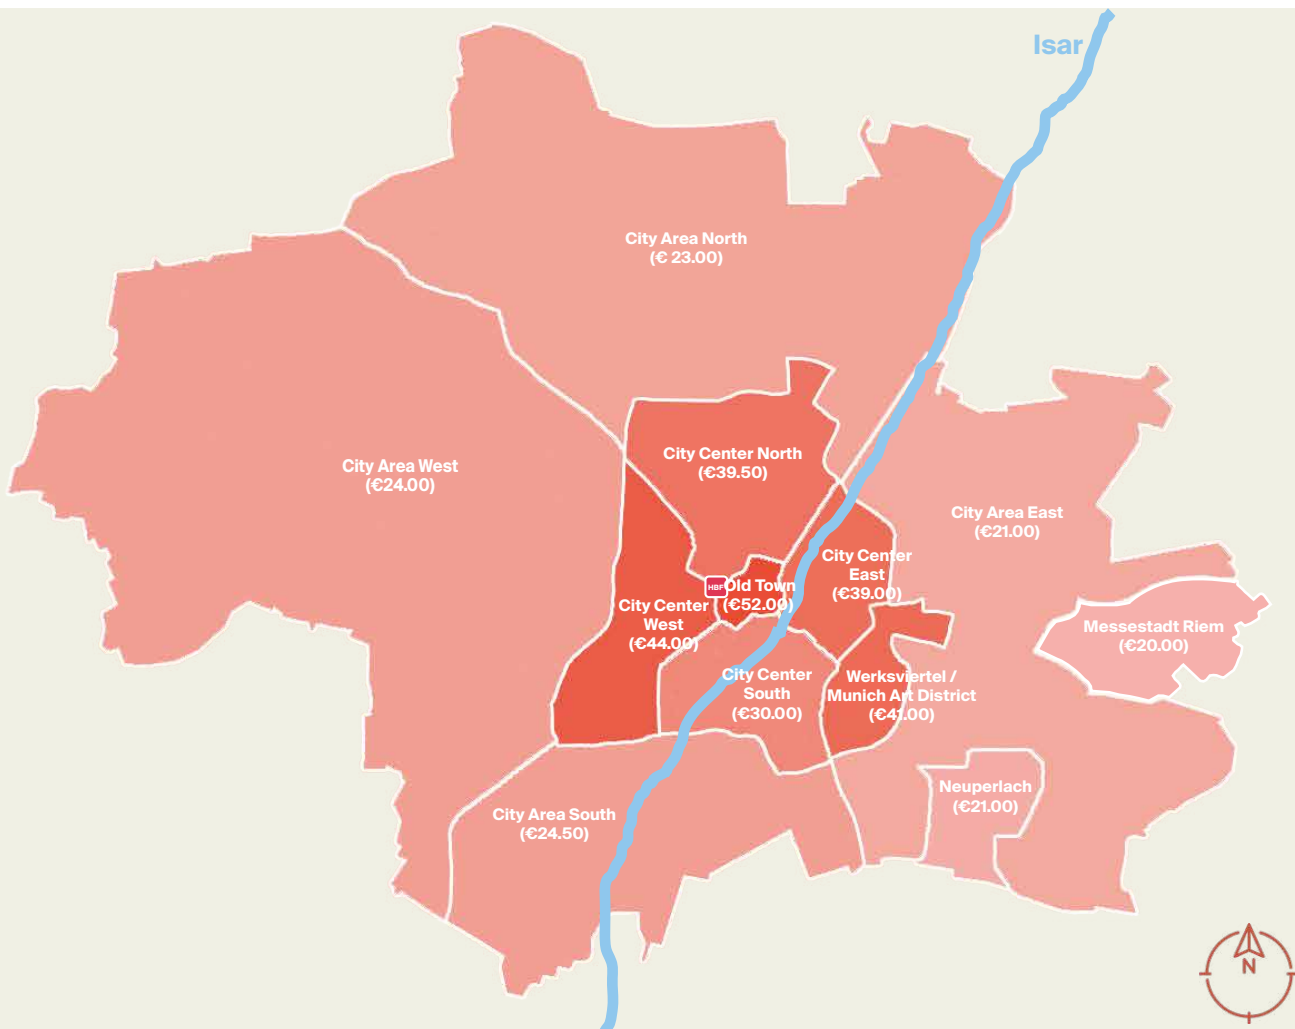 Isar
City Area North
(€ 23.00)
City Area West
(€24.00)
City Center North
(€39.50)
City Area East
(€21.00)
City Center
East
(€39.00)
HBF
Old Town
(€52.00)
City Center
West
(€44.00)
Messestadt Riem
(€20.00)
City Center
South
(€30.00)
Werksviertel /
Munich Art District
(€41.00)
Neuperlach
(€21.00)
City Area South
(€24.50)
N